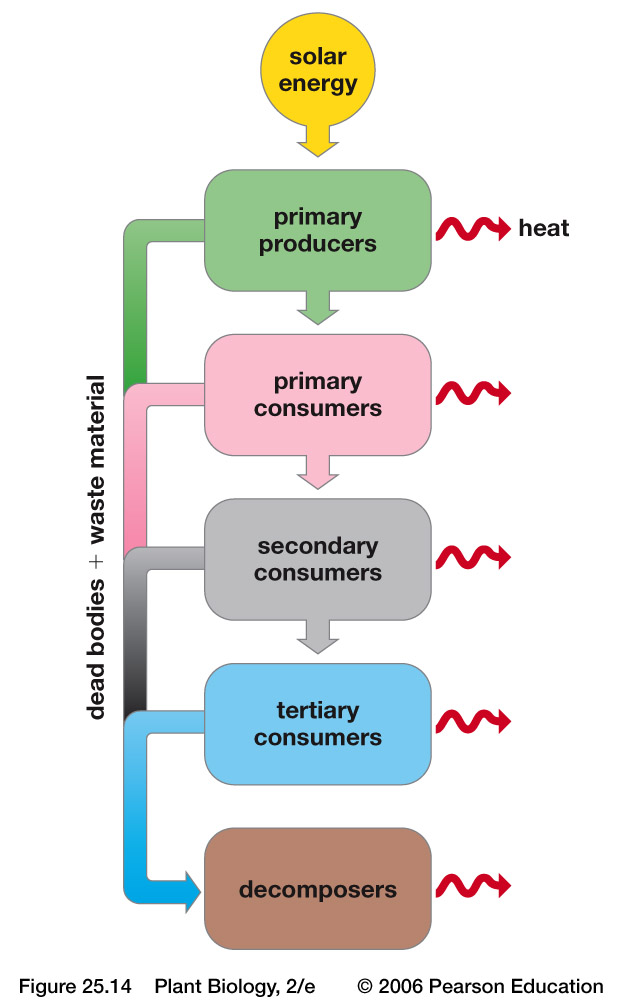 solar
energy
primary
producers
heat
primary
consumers
dead bodies + waste material
secondary
consumers
tertiary
consumers
decomposers
Figure 25.14 Plant Biology, 2/e © 2006 Pearson Education